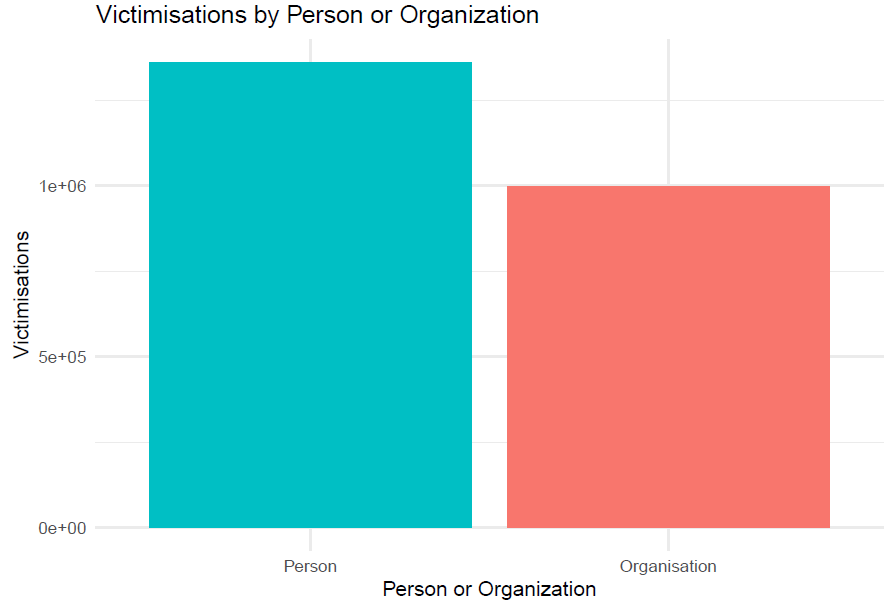 Victimisations by Person or Organization
Victimisations
1e+06
5e+05
0e+00
Person
Organisation
Person or Organization